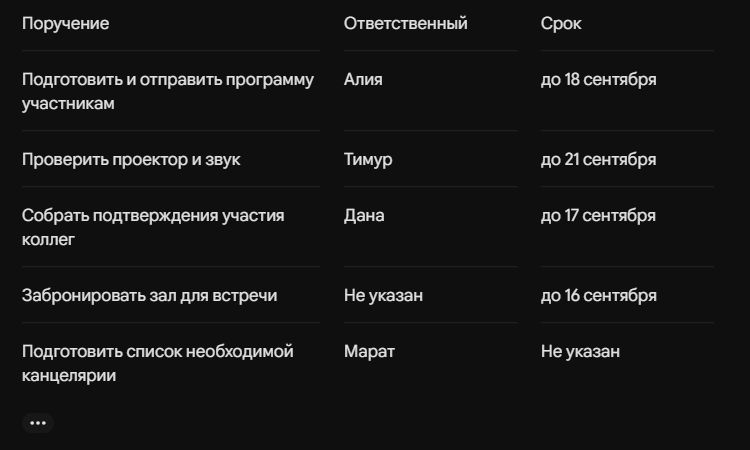 Поручение Ответственный Срок
Подготовить и отправить программу Алия до 18 сентября
участникам
Проверить проектор и звук Тимур до 21 сентября
Собрать подтверждения участия Дана до 17 сентября
коллег
Забронировать зал для встречи Не указан до 16 сентября
Подготовить список необходимой Марат Не указан
канцелярии